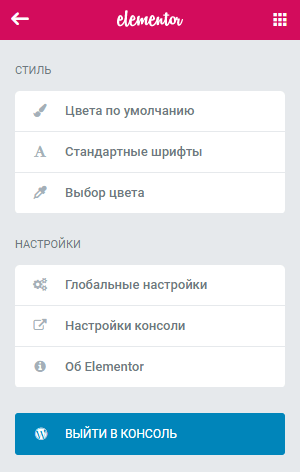 elementor
СТИЛЬ
Цвета по умолчанию
Стандартные шрифты
Выбор цвета
НАСТРОЙКИ
Глобальные настройки
Настройки консоли
Об Elementor
ВЫЙТИ В КОНСОЛЬ